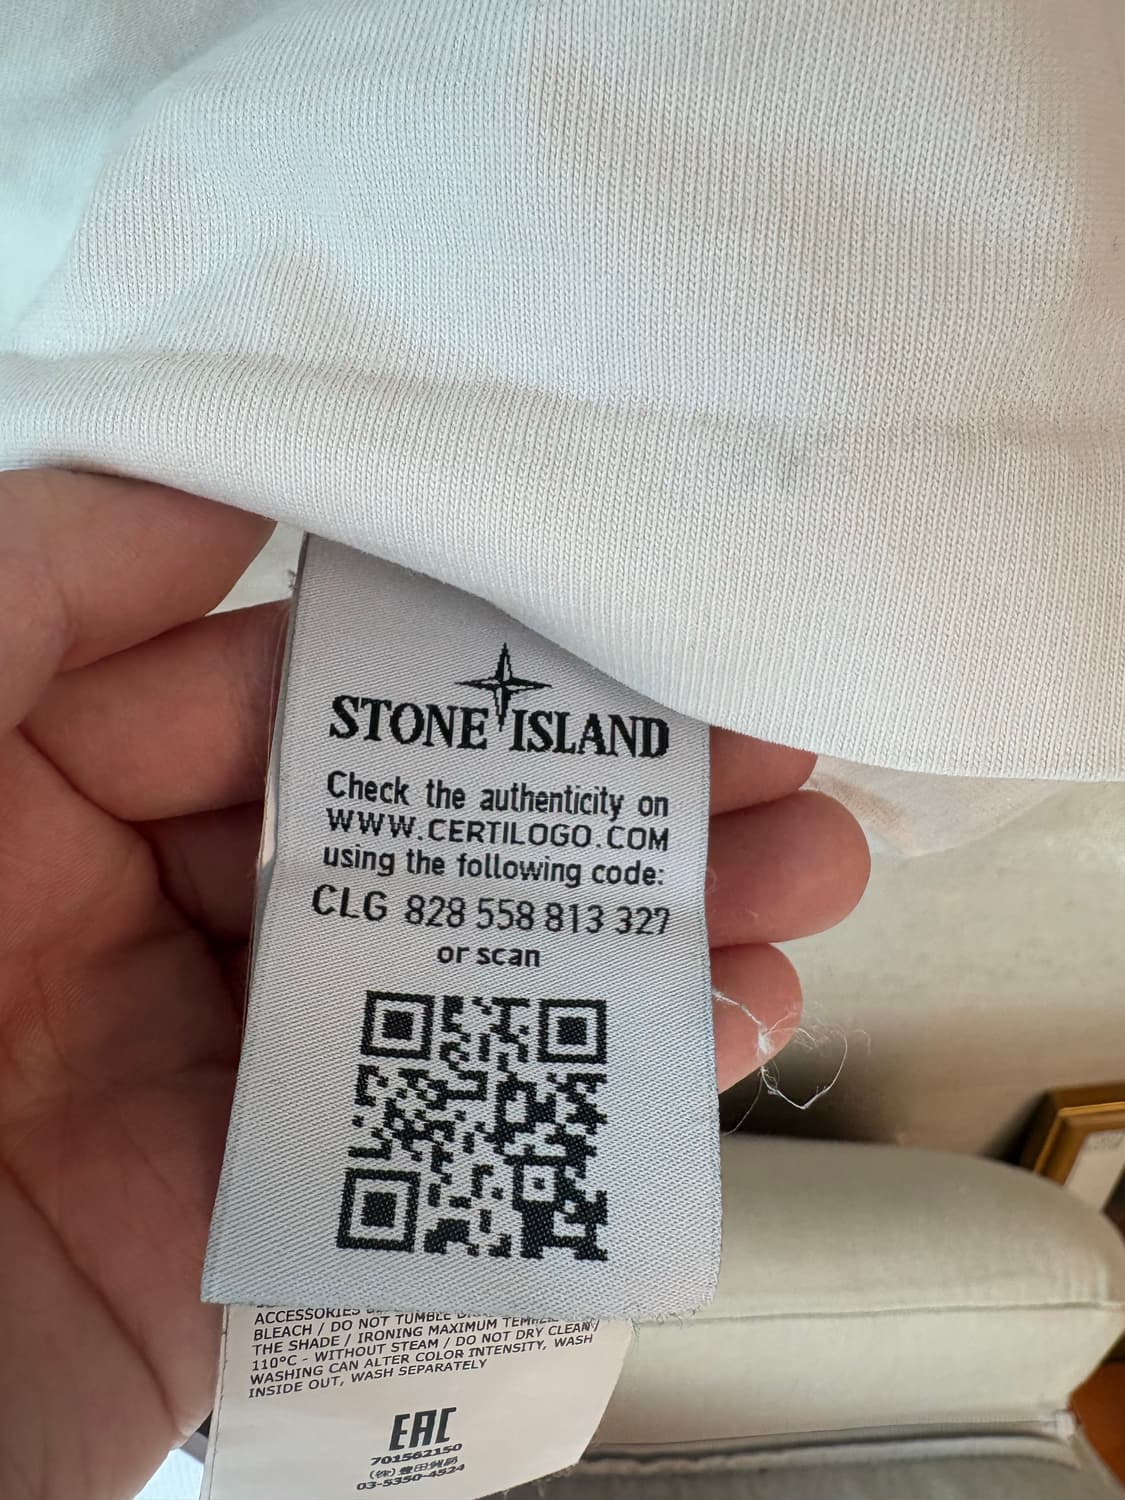 STONE ISLAND
Check the authenticity on
WWW.CERTILOGO.COM
using the following code:
CLG 828 558 813 327
or scan
ACCESSORIES
BLEACH / DO NOT TUMBLE
THE SHADE / IRONING MAXIMUM
110°C - WITHOUT STEAM / DO NOT DRY CLEAN /
WASHING CAN ALTER COLOR INTENSITY, WASH
INSIDE OUT, WASH SEPARATELY
EAC
701562150
03-5350-4524